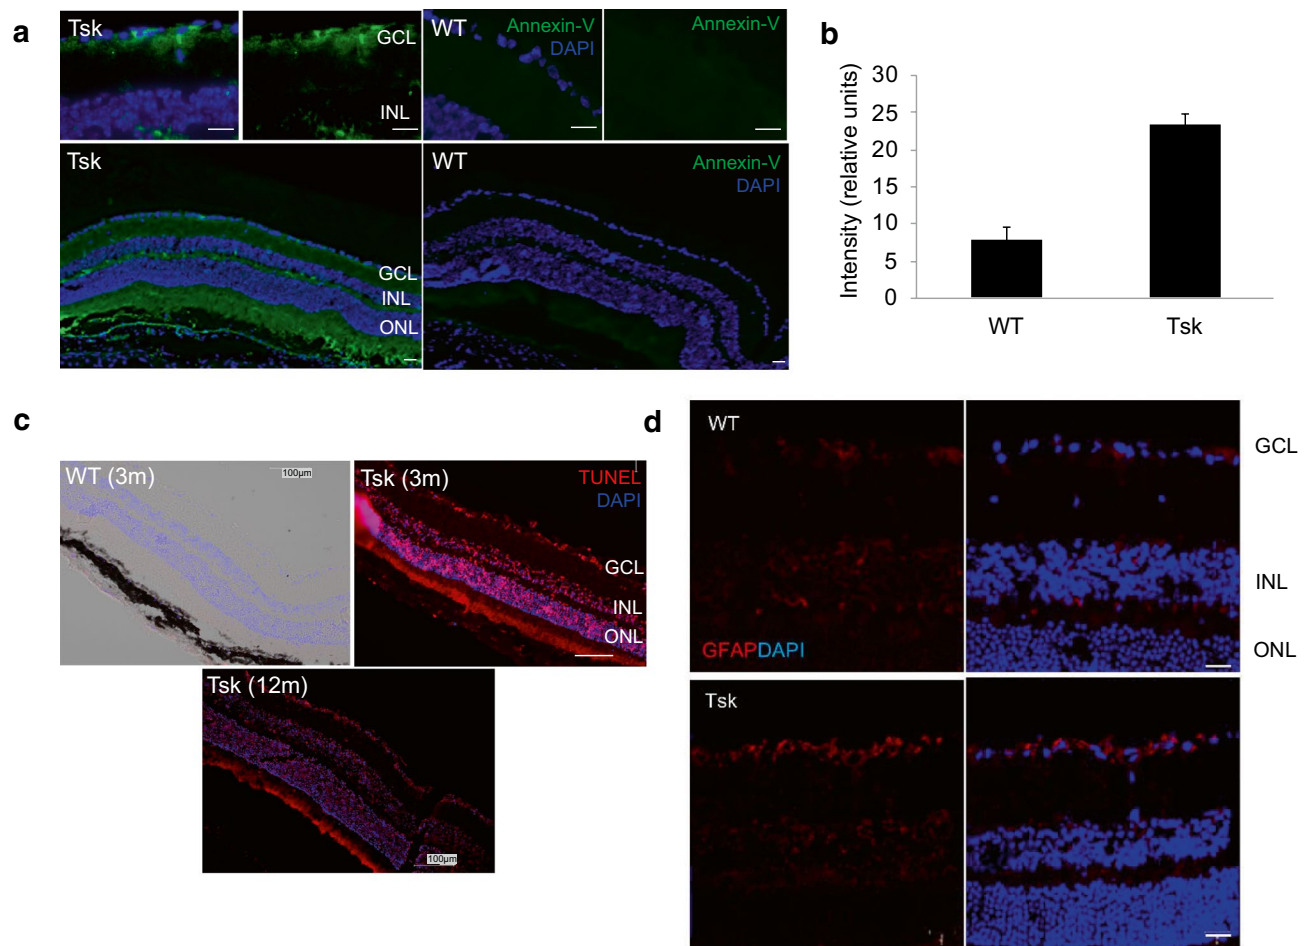 a
Tsk
GCL
INL
WT
Annexin-V
DAPI
Annexin-V
Tsk
GCL
INL
ONL
WT
Annexin-V
DAPI
b
Intensity (relative units)
30
25
20
15
10
5
0
WT
Tsk
c
WT (3m)
100µm
Tsk (3m)
TUNEL
DAPI
GCL
INL
ONL
Tsk (12m)
100µm
d
WT
GCL
INL
GFAPDAPI
ONL
Tsk